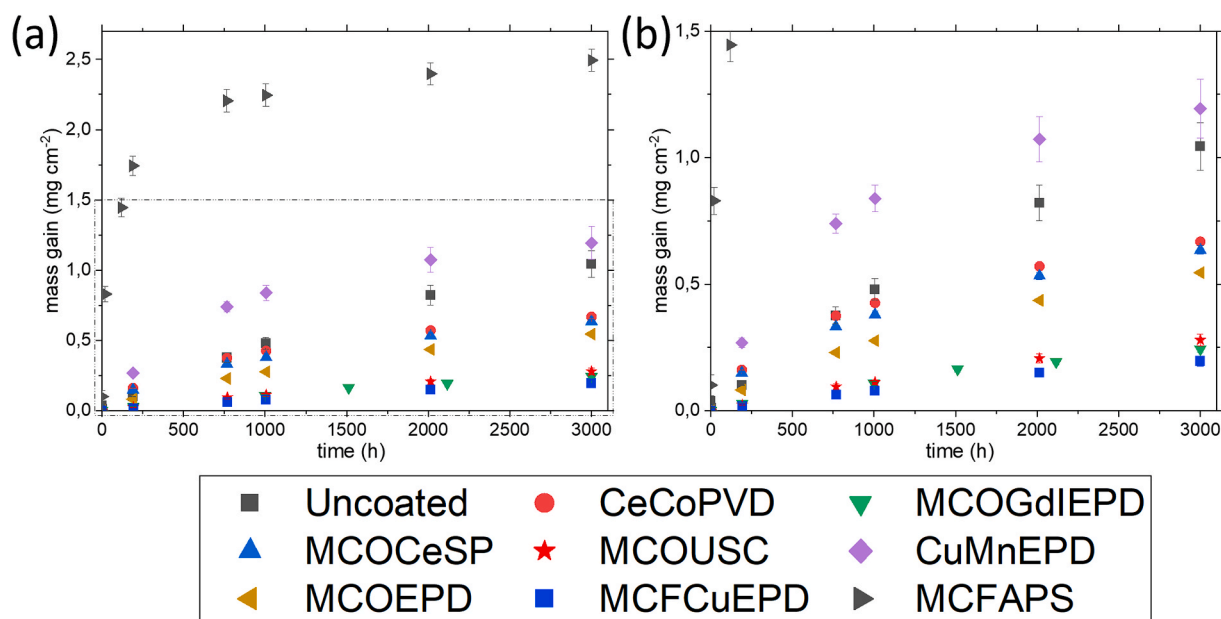 (a)
(b)
2,5
2,0
1,5
1,0
0,5
0,0
mass gain (mg cm⁻²)
0 500 1000 1500 2000 2500 3000
time (h)
1,5
1,0
0,5
0,0
mass gain (mg cm⁻²)
0 500 1000 1500 2000 2500 3000
time (h)
Uncoated CeCoPVD MCOGdIEPD
MCOCeSP MCOUSC CuMnEPD
MCOEPD MCFCuEPD MCFAPS